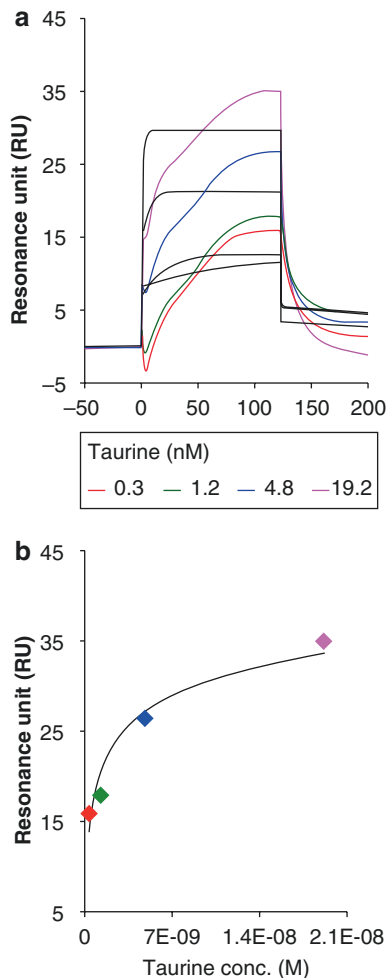 a
Resonance unit (RU)
45
35
25
15
5
−5
−50 0 50 100 150 200
Taurine (nM)
0.3 1.2 4.8 19.2
b
Resonance unit (RU)
45
35
25
15
5
0 7E-09 1.4E-08 2.1E-08
Taurine conc. (M)